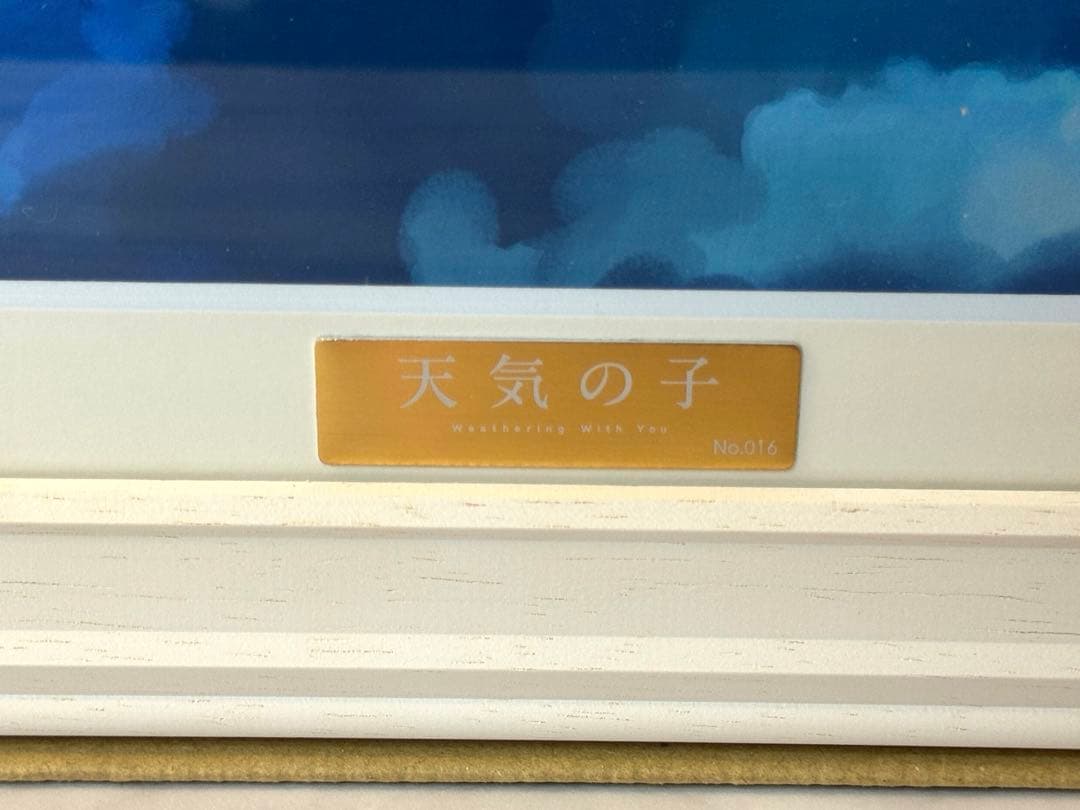 天気の子
Weathering With You
No.016